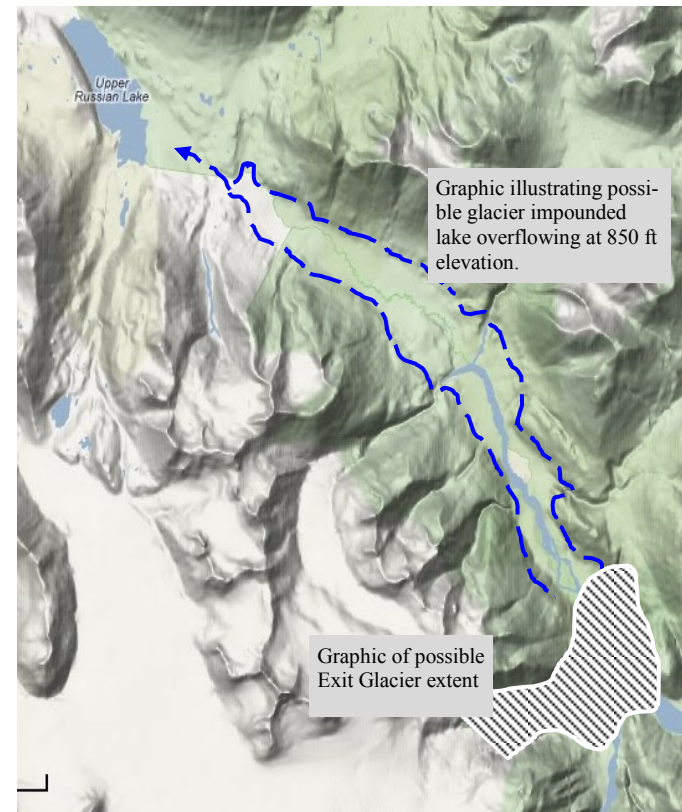 Upper
Russian Lake
Graphic illustrating possi-
ble glacier impounded
lake overflowing at 850 ft
elevation.
Graphic of possible
Exit Glacier extent